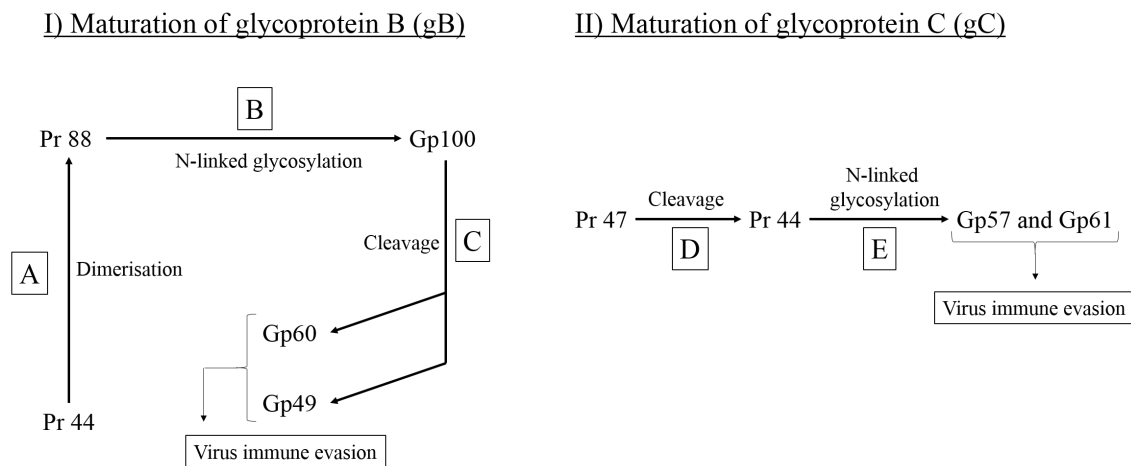 I) Maturation of glycoprotein B (gB)
B
Pr 88
Gp100
N-linked glycosylation
A
Dimerisation
Cleavage
C
Gp60
Gp49
Pr 44
Virus immune evasion
II) Maturation of glycoprotein C (gC)
N-linked
glycosylation
Cleavage
Pr 47
Pr 44
Gp57 and Gp61
D
E
Virus immune evasion